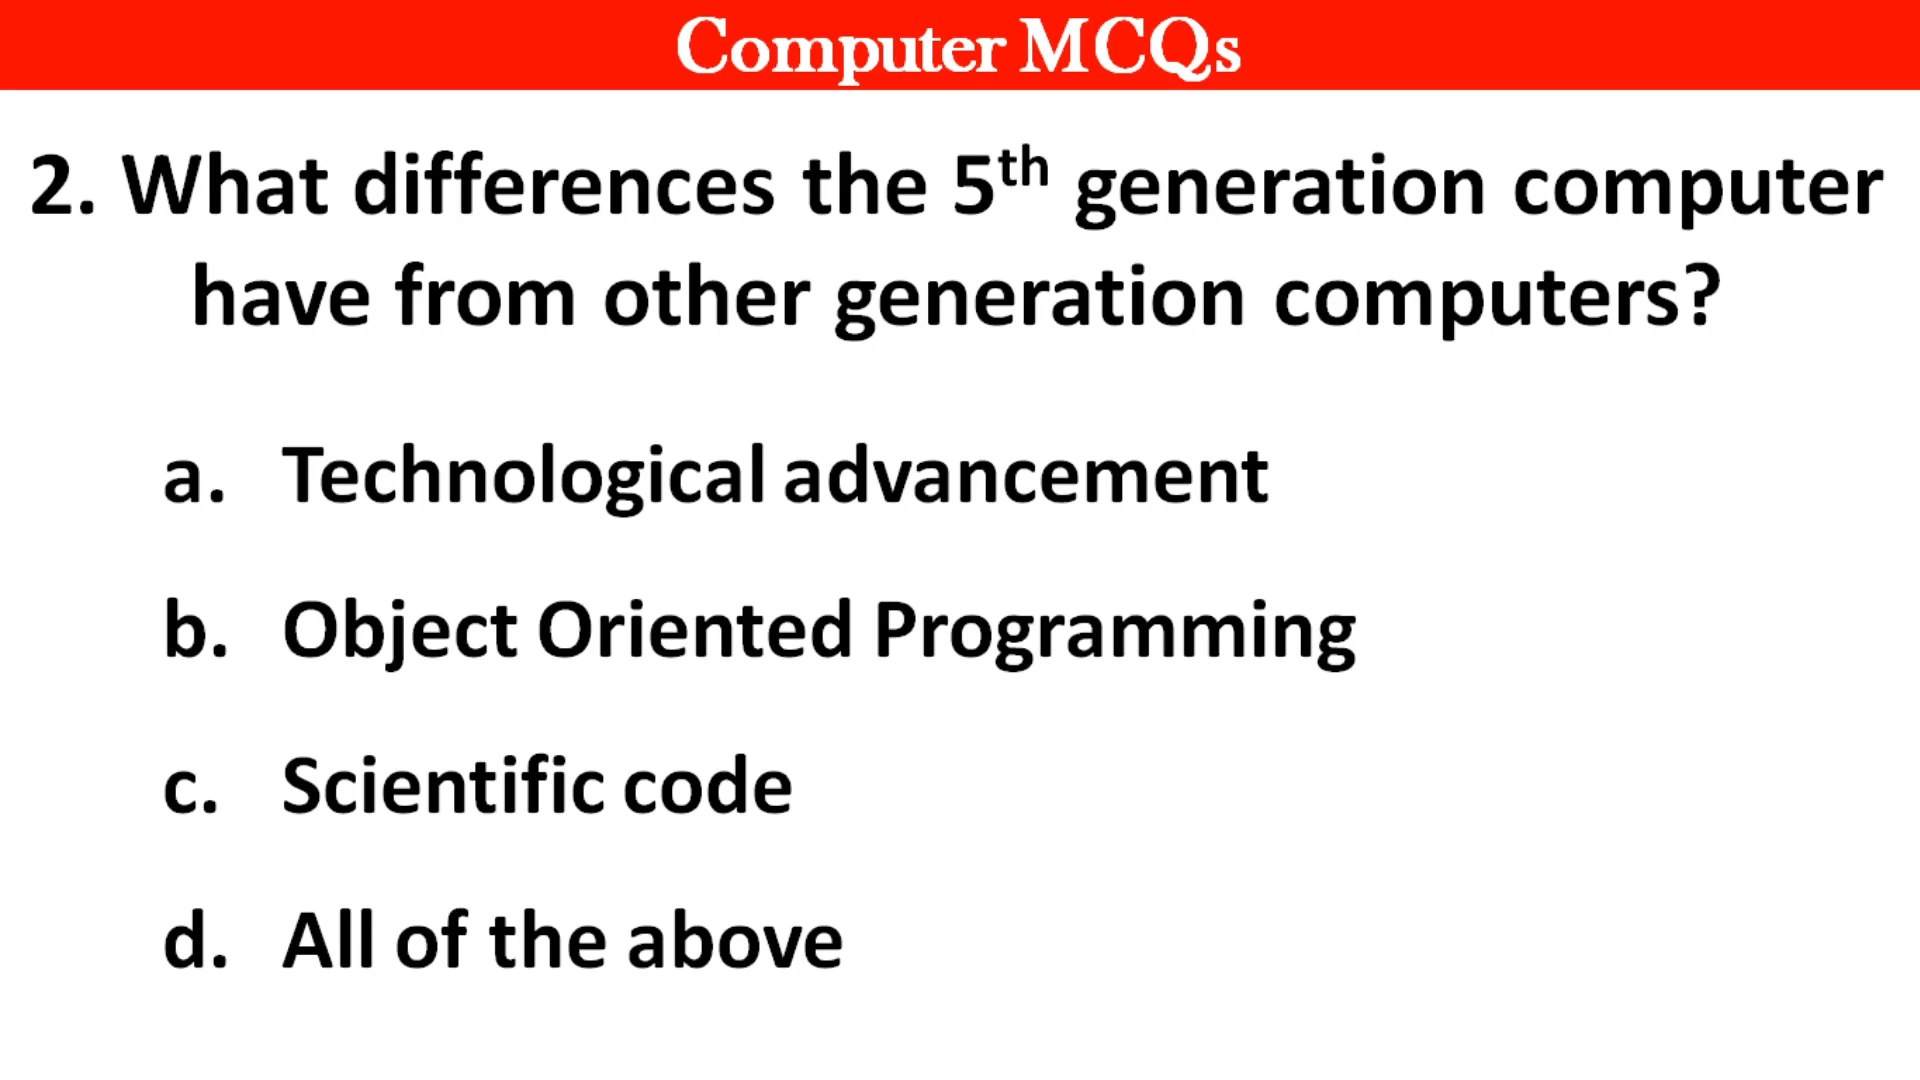 Computer MCQs
2. What differences the 5th generation computer
have from other generation computers?
a. Technological advancement
b. Object Oriented Programming
c. Scientific code
d. All of the above